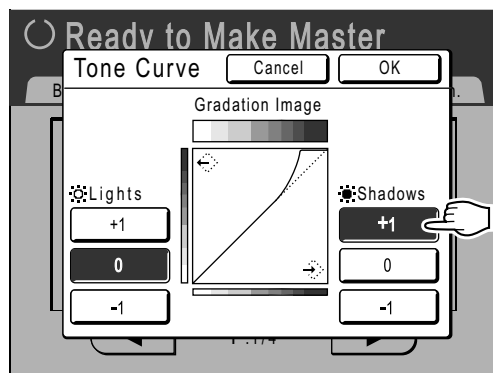 Ready to Make Master
Tone Curve Cancel OK
Gradation Image
Lights Shadows
+1 +1
0 0
-1 -1